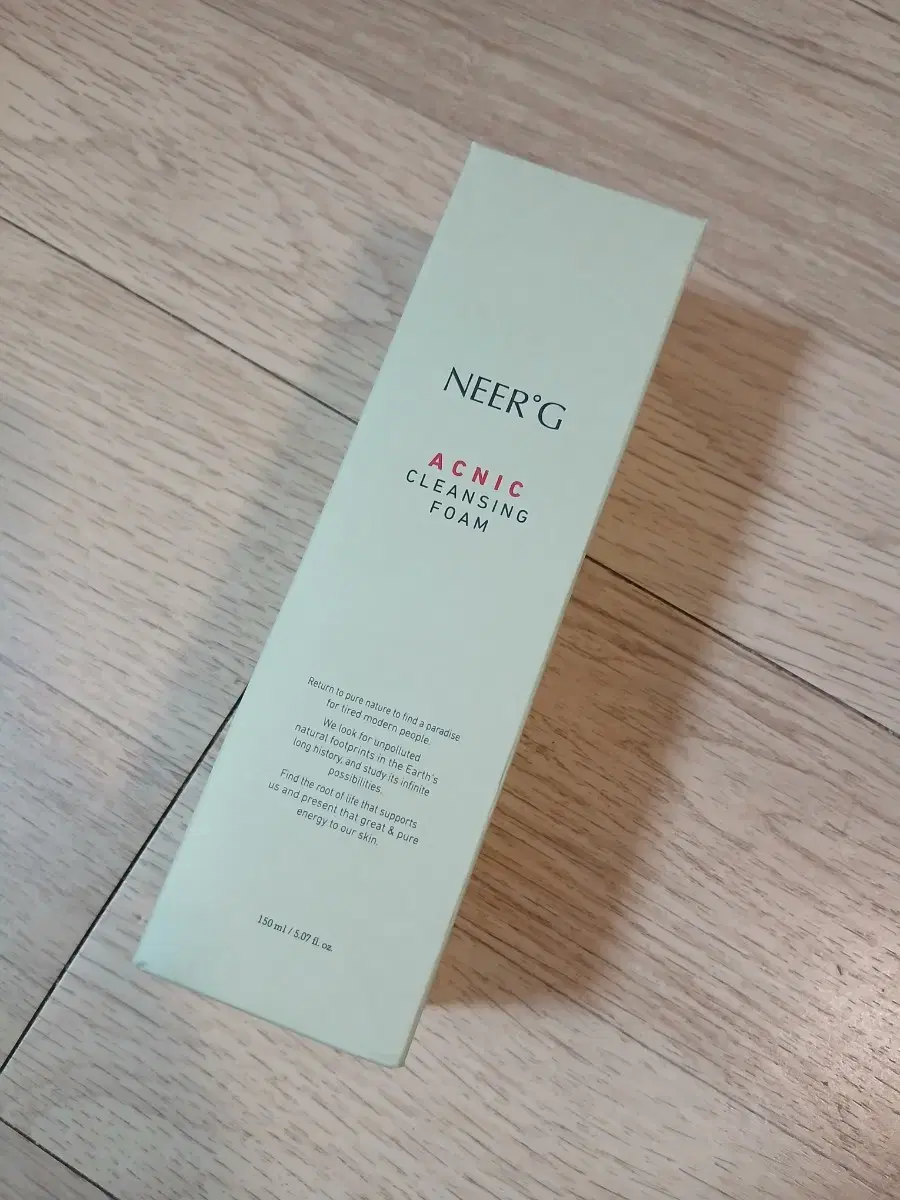 NEER°G
ACNIC
CLEANSING
FOAM
Return to pure nature to find a paradise
for tired modern people.
We look for unpolluted
natural footprints in the Earth's
long history, and study its infinite
possibilities.
Find the root of life that supports
us and present that great & pure
energy to our skin.
150 ml / 5.07 fl. oz.